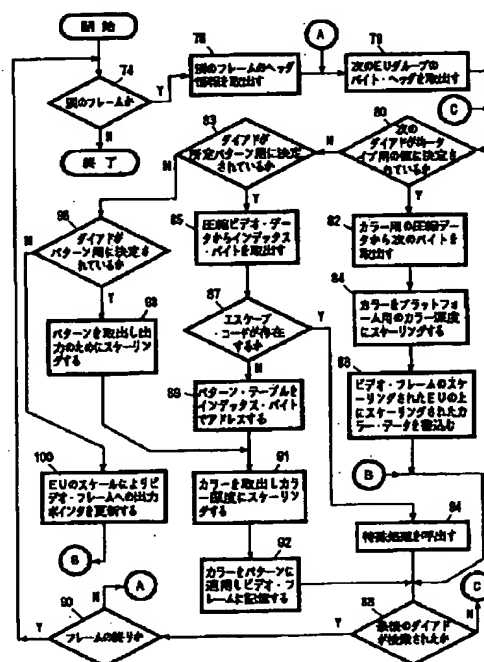 開始
74
別のフレームか
Y
N
終了
78
別のフレームのヘッダ
情報を取出す
A
79
次のEUグループの
バイト・ヘッダを取出す
C
80
次の
ダイアドが均一タ
イプ用の値に決定され
ているか
N
Y
83
ダイアドが
所定パターン用に決定
されているか
N
Y
82
カラー用の圧縮データ
から次のバイトを
取出す
84
カラーをプラットフォ
ーム用のカラー深度
にスケーリングする
ビデオ・フレームのスケ
ーリングされたEUの上
にスケーリングされたカ
ラー・データを書込む
B
85
圧縮ビデオ・データ
からインデックス・
バイトを取出す
87
エスケープ
・コードが存在
するか
Y
N
89
パターン・テーブルを
インデックス・バイト
でアドレスする
91
カラーを取出しカラ
ー深度にスケーリン
グする
92
カラーをパターンに
適用しビデオ・フレ
ームに記憶する
ダイアドが
パターン用に決定さ
れているか
N
Y
パターンを取出し出
力のためにスケーリ
ングする
100
EUのスケールによりビ
デオ・フレームへの出力
ポインタを更新する
B
特殊処理を呼出す
最後のダイアド
が検査されたか
N
C
Y
フレームの終りか
N
A
Y